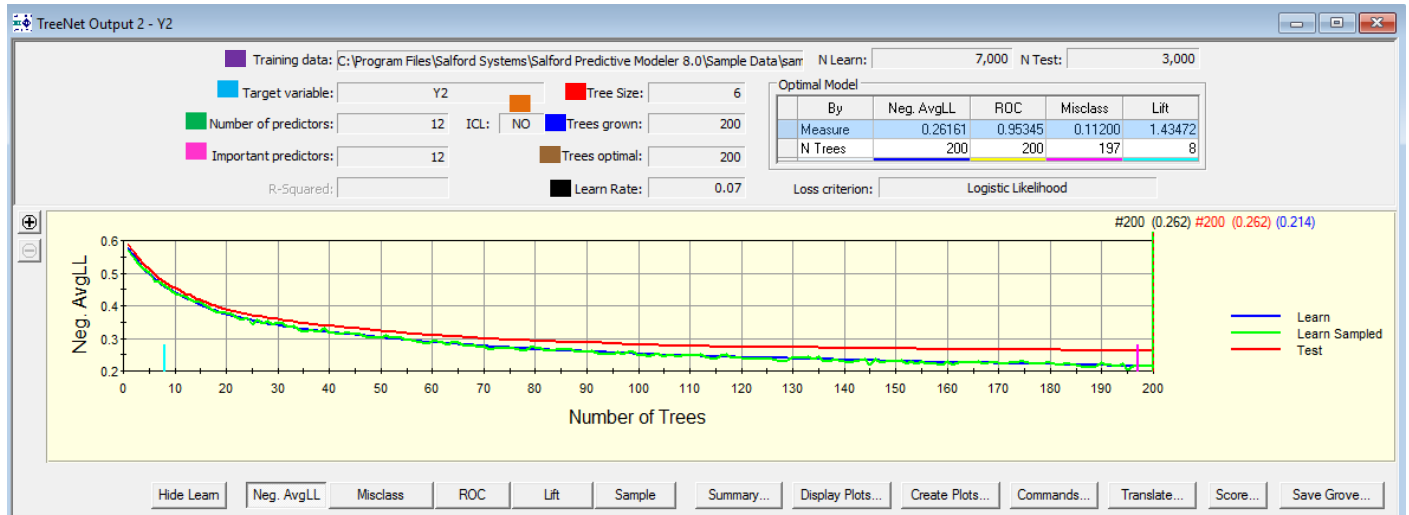 TreeNet Output 2 - Y2
Training data: C:\Program Files\Salford Systems\Salford Predictive Modeler 8.0\Sample Data\sam N Learn: 7,000 N Test: 3,000
Target variable: Y2 Tree Size: 6 Optimal Model
By Neg. AvgLL ROC Misclass Lift
Number of predictors: 12 ICL: NO Trees grown: 200
Measure 0.26161 0.95345 0.11200 1.43472
N Trees 200 200 197 8
Important predictors: 12 Trees optimal: 200
R-Squared: Learn Rate: 0.07 Loss criterion: Logistic Likelihood
#200 (0.262) #200 (0.262) (0.214)
Neg. AvgLL
0.6
0.5
0.4
0.3
0.2
Learn
Learn Sampled
Test
0 10 20 30 40 50 60 70 80 90 100 110 120 130 140 150 160 170 180 190 200
Number of Trees
Hide Learn Neg. AvgLL Misclass ROC Lift Sample Summary... Display Plots... Create Plots... Commands... Translate... Score... Save Grove...